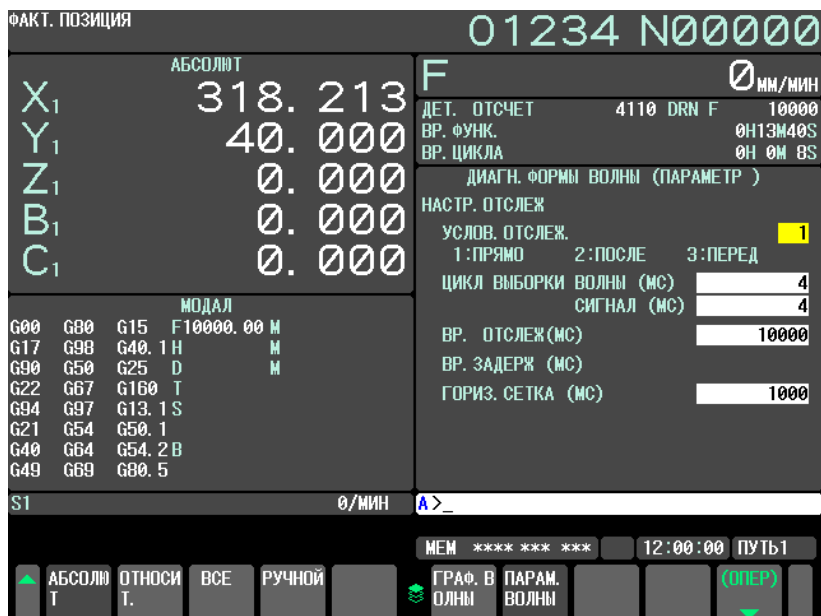 ФАКТ. ПОЗИЦИЯ
O1234 N00000
АБСОЛЮТ
X1 318. 213
Y1 40. 000
Z1 0. 000
B1 0. 000
C1 0. 000
F 0 ММ/МИН
ДЕТ. ОТСЧЕТ 4110 DRN F 10000
ВР. ФУНК. 0H13M40S
ВР. ЦИКЛА 0H 0M 8S
ДИАГН. ФОРМЫ ВОЛНЫ (ПАРАМЕТР )
НАСТР. ОТСЛЕЖ
УСЛОВ. ОТСЛЕЖ. 1
1:ПРЯМО 2:ПОСЛЕ 3:ПЕРЕД
ЦИКЛ ВЫБОРКИ ВОЛНЫ (МС) 4
СИГНАЛ (МС) 4
ВР. ОТСЛЕЖ(МС) 10000
ВР. ЗАДЕРЖ (МС)
ГОРИЗ. СЕТКА (МС) 1000
МОДАЛ
G00 G80 G15 F10000. 00 M
G17 G98 G40. 1 H M
G90 G50 G25 D M
G22 G67 G160 T
G94 G97 G13. 1 S
G21 G54 G50. 1
G40 G64 G54. 2 B
G49 G69 G80. 5
S1 0/МИН
A >_
MEM **** *** *** 12:00:00 ПУТЬ1
АБСОЛЮ
Т
ОТНОСИ
Т.
ВСЕ
РУЧНОЙ
ГРАФ. В
ОЛНЫ
ПАРАМ.
ВОЛНЫ
(ОПЕР)